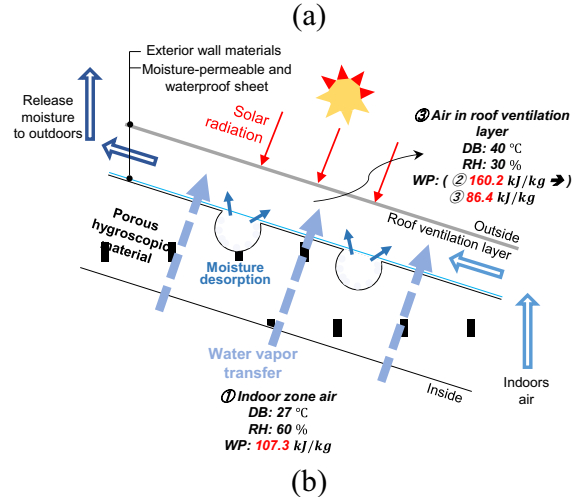 (a)
Exterior wall materials
Moisture-permeable and
waterproof sheet
Release
moisture to
outdoors
Solar
radiation
③ Air in roof ventilation
layer
DB: 40 ℃
RH: 30 %
WP: ( ② 160.2 kJ/kg ➔ )
③ 86.4 kJ/kg
Outside
Roof ventilation layer
Porous
hygroscopic
material
Moisture
desorption
Water vapor
transfer
Inside
Indoors
air
① Indoor zone air
DB: 27 ℃
RH: 60 %
WP: 107.3 kJ/kg
(b)